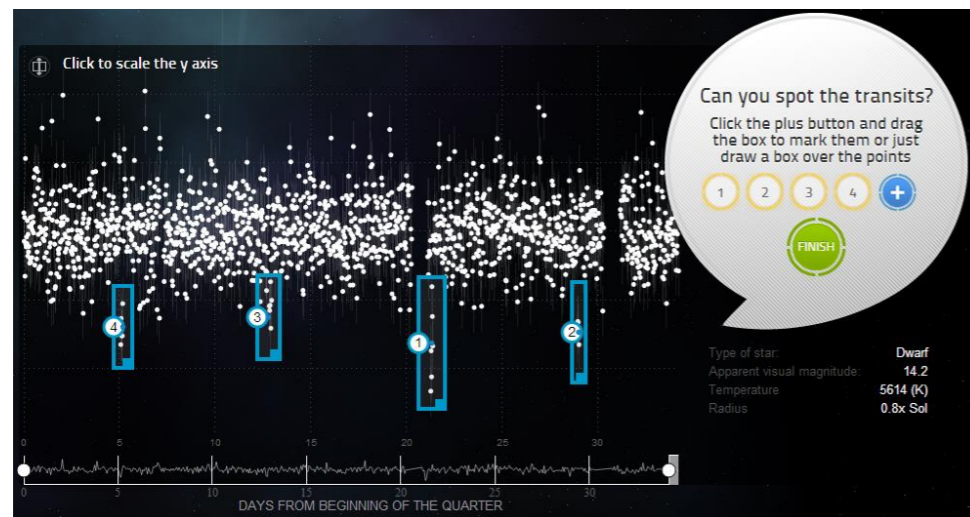 Click to scale the y axis
Can you spot the transits?
Click the plus button and drag
the box to mark them or just
draw a box over the points
1 2 3 4 +
FINISH
4
3
1
2
Type of star: Dwarf
Apparent visual magnitude: 14.2
Temperature 5614 (K)
Radius 0.8x Sol
0 5 10 15 20 25 30
0 5 10 15 20 25 30
DAYS FROM BEGINNING OF THE QUARTER